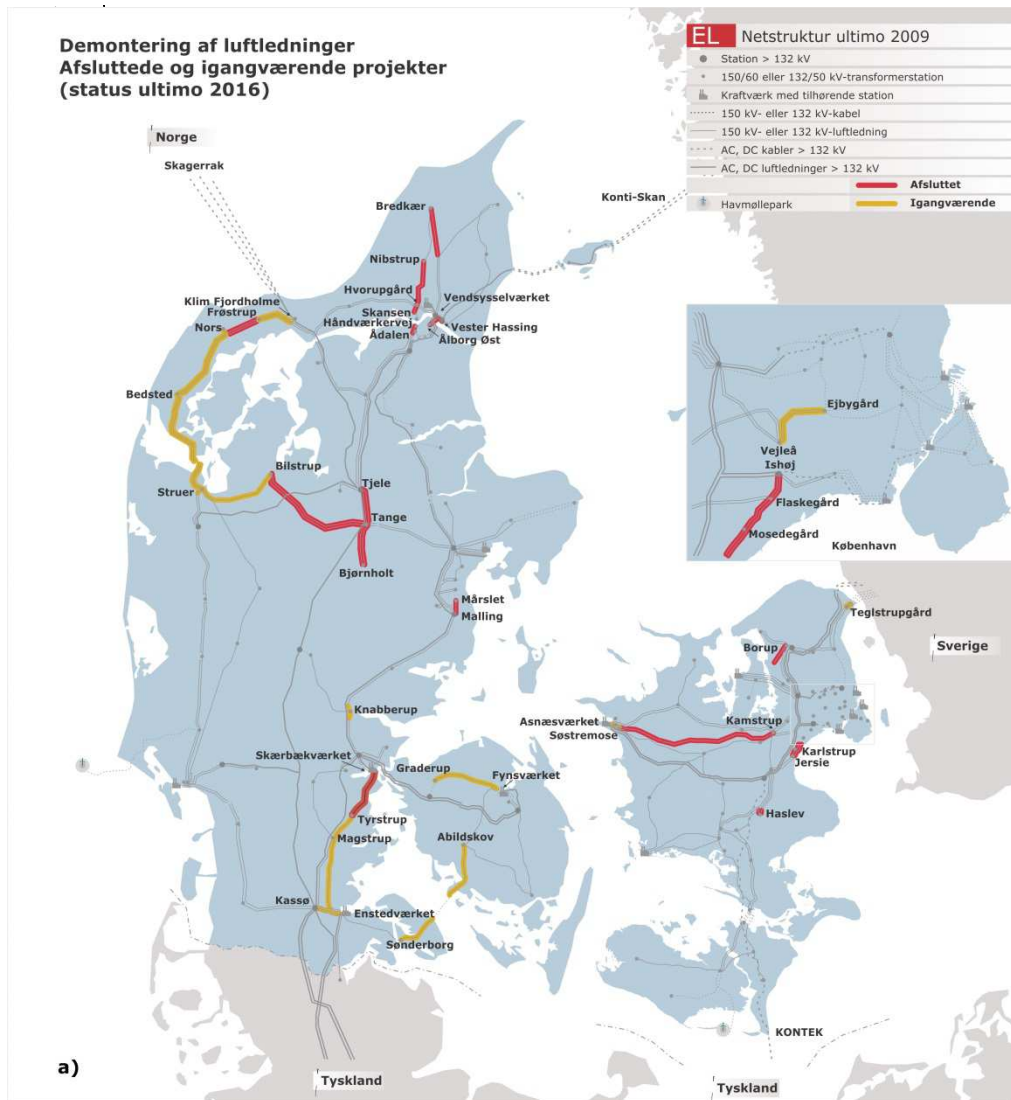 Demontering af luftledninger
Afsluttede og igangværende projekter
(status ultimo 2016)
EL Netstruktur ultimo 2009
Station > 132 kV
150/60 eller 132/50 kV-transformerstation
Kraftværk med tilhørende station
150 kV- eller 132 kV-kabel
150 kV- eller 132 kV-luftledning
AC, DC kabler > 132 kV
AC, DC luftledninger > 132 kV
Afsluttet
Havmøllepark
Igangværende
Norge
Skagerrak
Konti-Skan
Bredkær
Nibstrup
Hvorupgård
Klim Fjordholme
Frøstrup
Nors
Skansen
Håndværkervej
Ådalen
Vendsysselværket
Vester Hassing
Ålborg Øst
Bedsted
Bilstrup
Struer
Tjele
Tange
Bjørnholt
Mårslet
Malling
Ejbygård
Vejleå
Ishøj
Flaskegård
Mosedegård
København
Teglstrupgård
Sverige
Borup
Knabberup
Asnæsværket
Søstremose
Kamstrup
Karlstrup
Jersie
Skærbækværket
Graderup
Fynsværket
Haslev
Tyrstrup
Magstrup
Abildskov
Kassø
Enstedværket
Sønderborg
KONTEK
a)
Tyskland
Tyskland